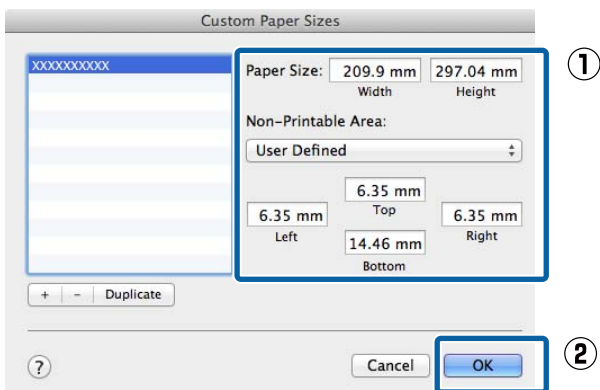 Custom Paper Sizes
XXXXXXXXXX
Paper Size: 209.9 mm 297.04 mm
Width Height
Non-Printable Area:
User Defined
6.35 mm
Top
6.35 mm 6.35 mm
Left Right
14.46 mm
Bottom
+ - Duplicate
? Cancel OK
①
②